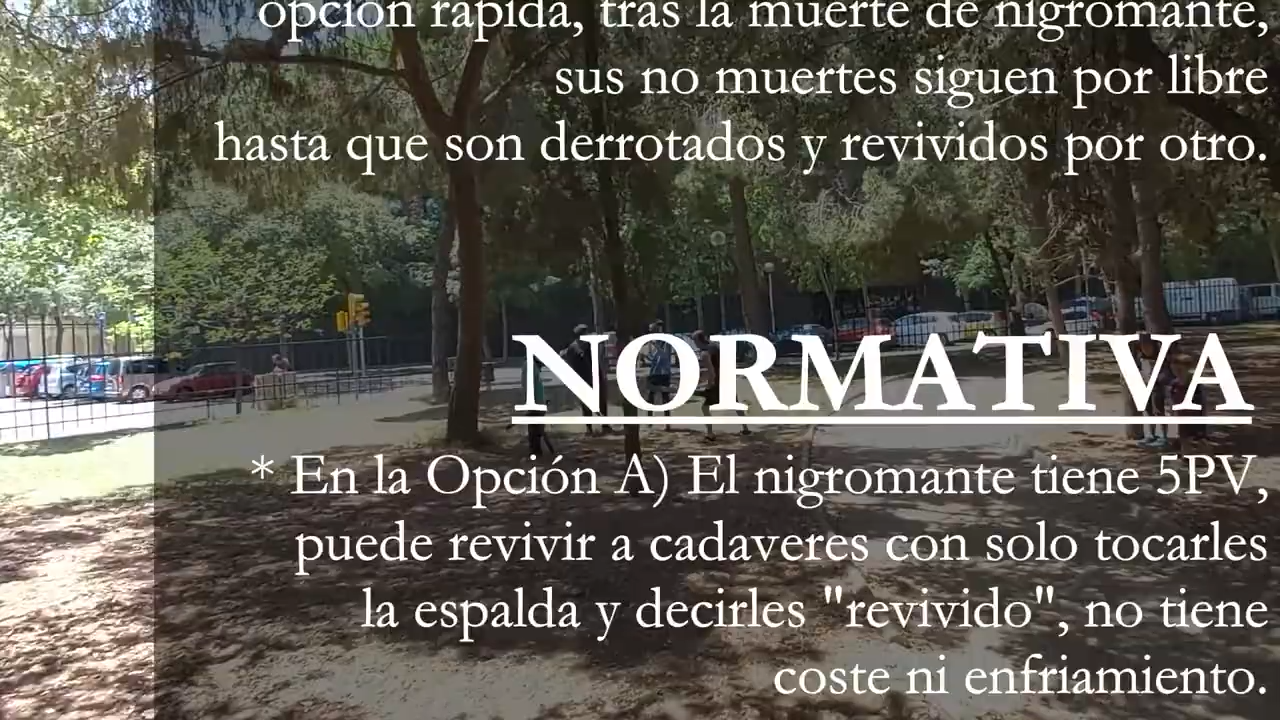 opción rápida, tras la muerte de nigromante,
sus no muertes siguen por libre
hasta que son derrotados y revividos por otro.
NORMATIVA
* En la Opción A) El nigromante tiene 5PV,
puede revivir a cadaveres con solo tocarles
la espalda y decirles "revivido", no tiene
coste ni enfriamiento.